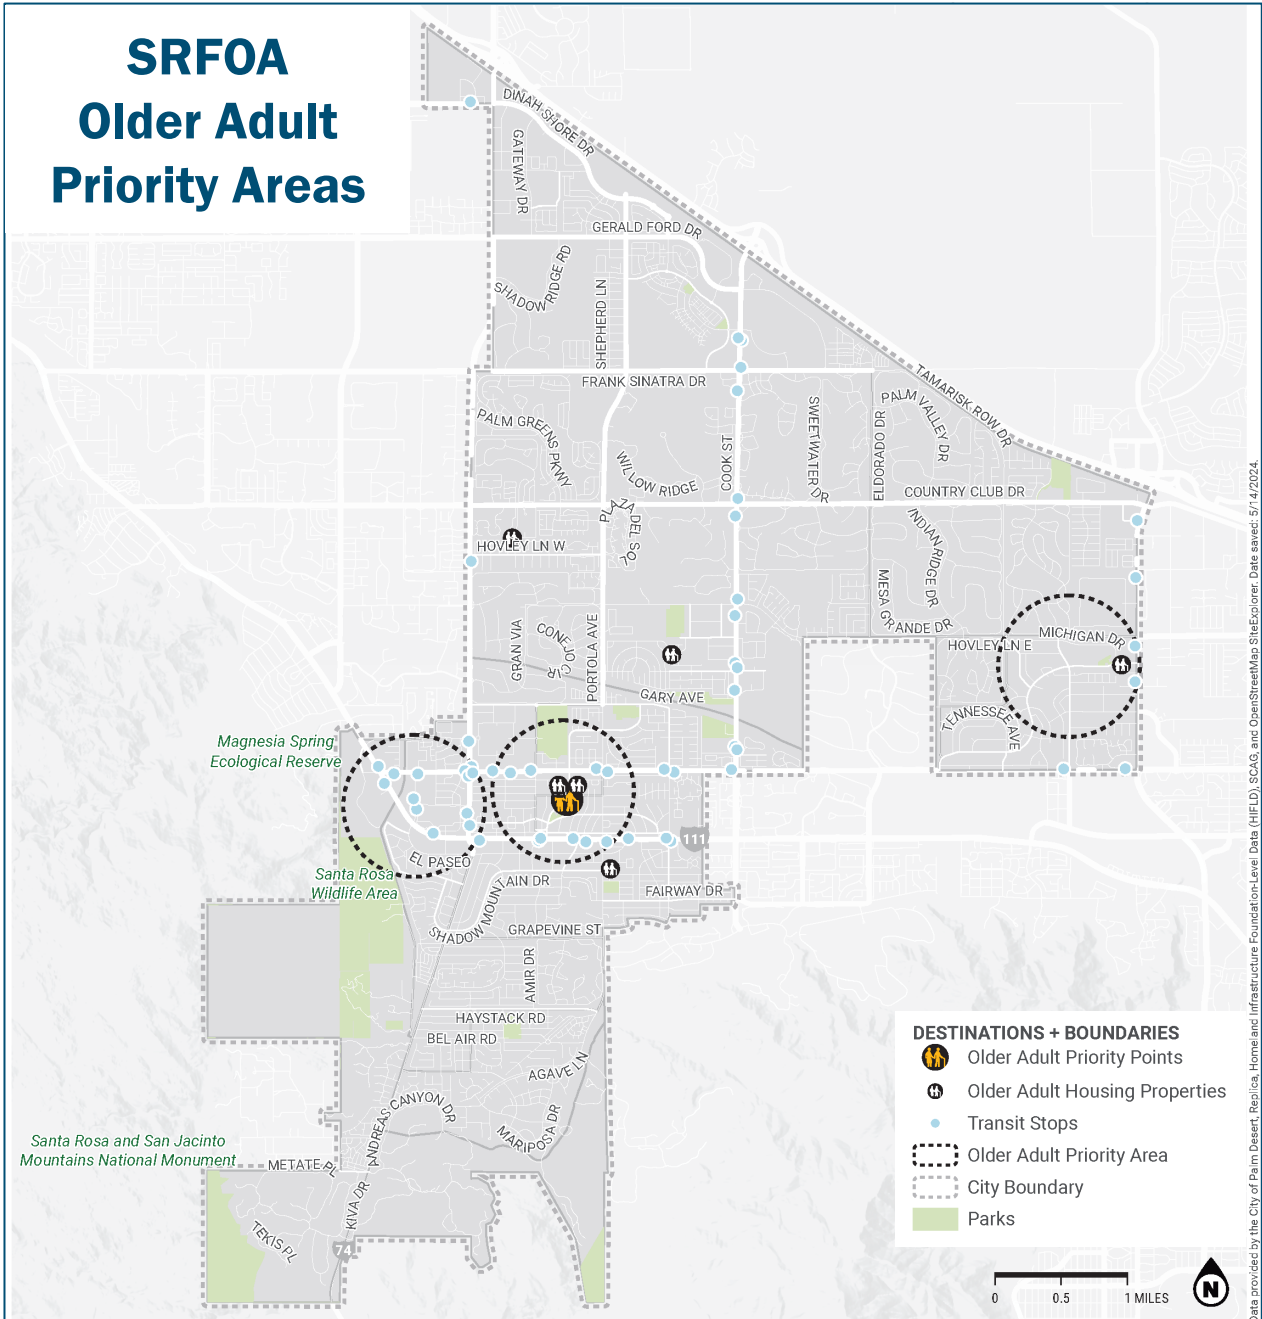 SRFOA
Older Adult
Priority Areas
DINAH SHORE DR
GATEWAY DR
GERALD FORD DR
SHADOW RIDGE RD
SHEPHERD LN
FRANK SINATRA DR
TAMARISK ROW DR
PALM VALLEY DR
PALM GREENS PKWY
WILLOW RIDGE
COOK ST
SWEETWATER DR
ELDORADO DR
COUNTRY CLUB DR
PLAZA DEL SOL
HOVLEY LN W
INDIAN RIDGE DR
MESA GRANDE DR
GRAN VIA
CONEJO CIR
PORTOLA AVE
MICHIGAN DR
HOVLEY LN E
GARY AVE
TENNESSEE AVE
Magnesia Spring
Ecological Reserve
111
EL PASEO
Santa Rosa
Wildlife Area
SHADOW MOUNTAIN DR
FAIRWAY DR
GRAPEVINE ST
AMIR DR
HAYSTACK RD
BEL AIR RD
AGAVE LN
ANDREAS CANYON DR
MARIPOSA DR
Santa Rosa and San Jacinto
Mountains National Monument
METATE PL
KIVA DR
TEKIS PL
74
DESTINATIONS + BOUNDARIES
Older Adult Priority Points
Older Adult Housing Properties
Transit Stops
Older Adult Priority Area
City Boundary
Parks
0 0.5 1 MILES
N
Data provided by the City of Palm Desert, Replica, Homeland Infrastructure Foundation-Level Data (HIFLD), SCAG, and OpenStreetMap SiteExplorer. Date saved: 5/14/2024.